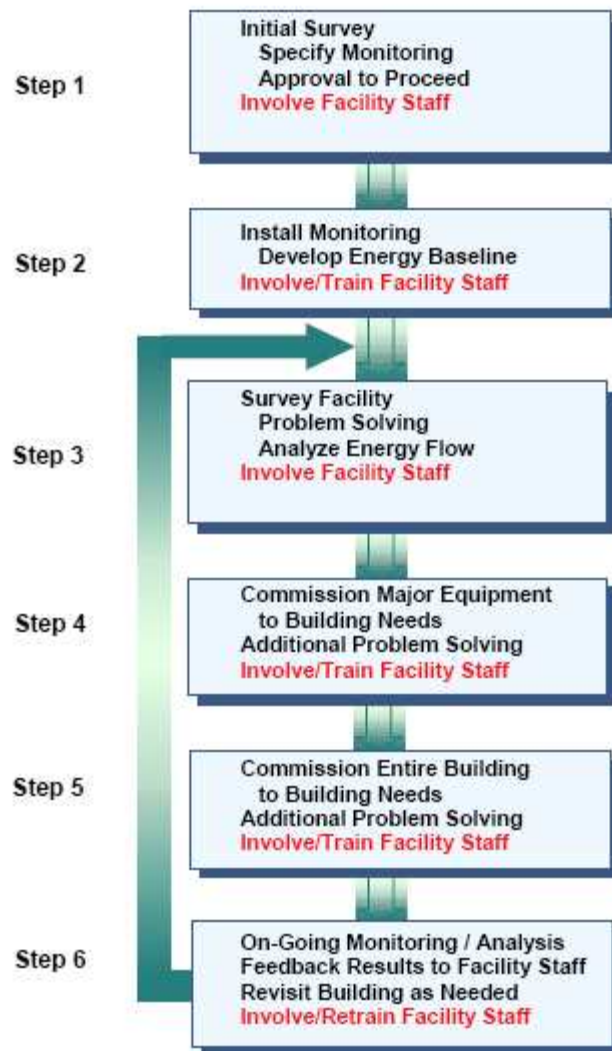 Step 1
Initial Survey
Specify Monitoring
Approval to Proceed
Involve Facility Staff
Step 2
Install Monitoring
Develop Energy Baseline
Involve/Train Facility Staff
Step 3
Survey Facility
Problem Solving
Analyze Energy Flow
Involve Facility Staff
Step 4
Commission Major Equipment
to Building Needs
Additional Problem Solving
Involve/Train Facility Staff
Step 5
Commission Entire Building
to Building Needs
Additional Problem Solving
Involve/Train Facility Staff
Step 6
On-Going Monitoring / Analysis
Feedback Results to Facility Staff
Revisit Building as Needed
Involve/Retrain Facility Staff